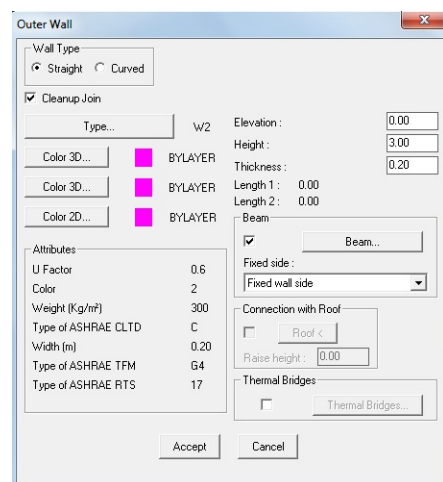 Outer Wall
Wall Type
Straight Curved
Cleanup Join
Type... W2
Color 3D... BYLAYER
Color 3D... BYLAYER
Color 2D... BYLAYER
Attributes
U Factor 0.6
Color 2
Weight (Kg/m²) 300
Type of ASHRAE CLTD C
Width (m) 0.20
Type of ASHRAE TFM G4
Type of ASHRAE RTS 17
Elevation : 0.00
Height : 3.00
Thickness : 0.20
Length 1 : 0.00
Length 2 : 0.00
Beam
Beam...
Fixed side :
Fixed wall side
Connection with Roof
Roof <
Raise height : 0.00
Thermal Bridges
Thermal Bridges...
Accept Cancel